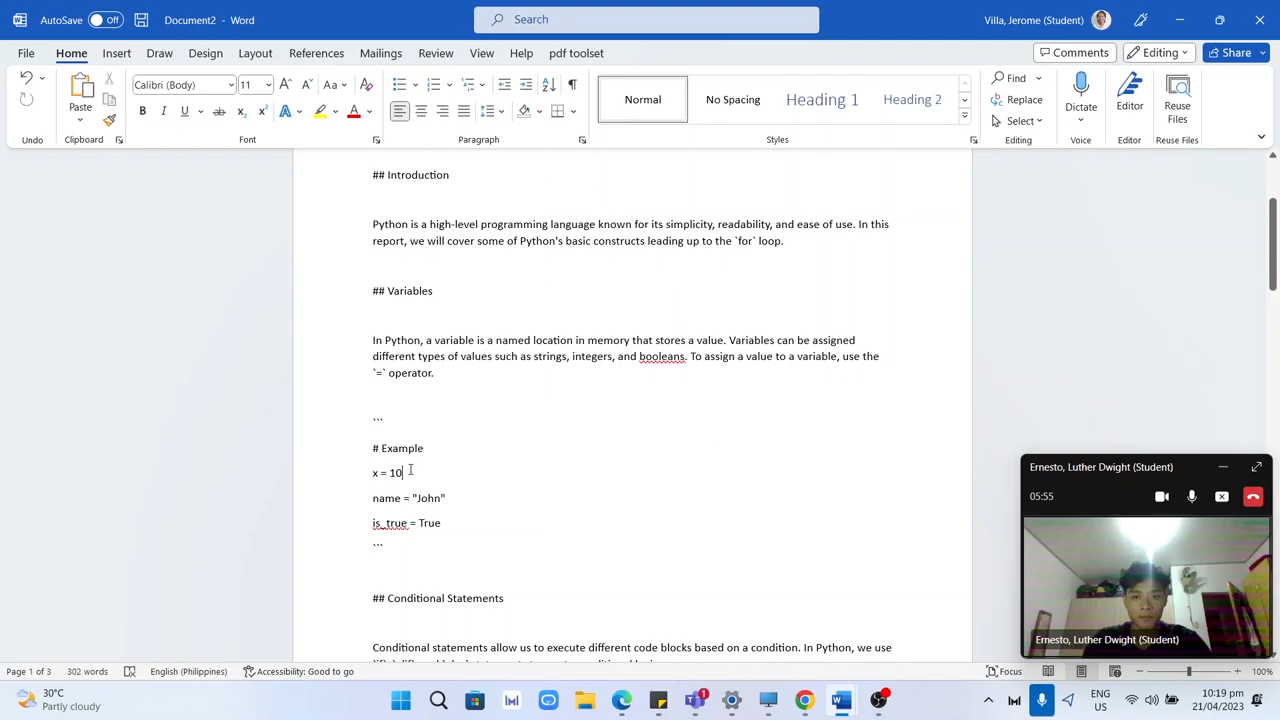 AutoSave Off Document2 - Word Search Villa, Jerome (Student)
File Home Insert Draw Design Layout References Mailings Review View Help pdf toolset Comments Editing Share
Calibri (Body) 11 Aa Normal No Spacing Heading 1 Heading 2 Find
Paste Replace Dictate Editor Reuse Files
B I U ab x₂ x² A A Select
Undo Clipboard Font Paragraph Styles Editing Voice Editor Reuse Files
## Introduction
Python is a high-level programming language known for its simplicity, readability, and ease of use. In this
report, we will cover some of Python's basic constructs leading up to the `for` loop.
## Variables
In Python, a variable is a named location in memory that stores a value. Variables can be assigned
different types of values such as strings, integers, and booleans. To assign a value to a variable, use the
`=` operator.
```
# Example
x = 10
name = "John"
is_true = True
```
## Conditional Statements
Conditional statements allow us to execute different code blocks based on a condition. In Python, we use
Ernesto, Luther Dwight (Student)
05:55
Ernesto, Luther Dwight (Student)
Page 1 of 3 302 words English (Philippines) Accessibility: Good to go Focus 100%
30°C
Partly cloudy
1
ENG
US
10:19 pm
21/04/2023